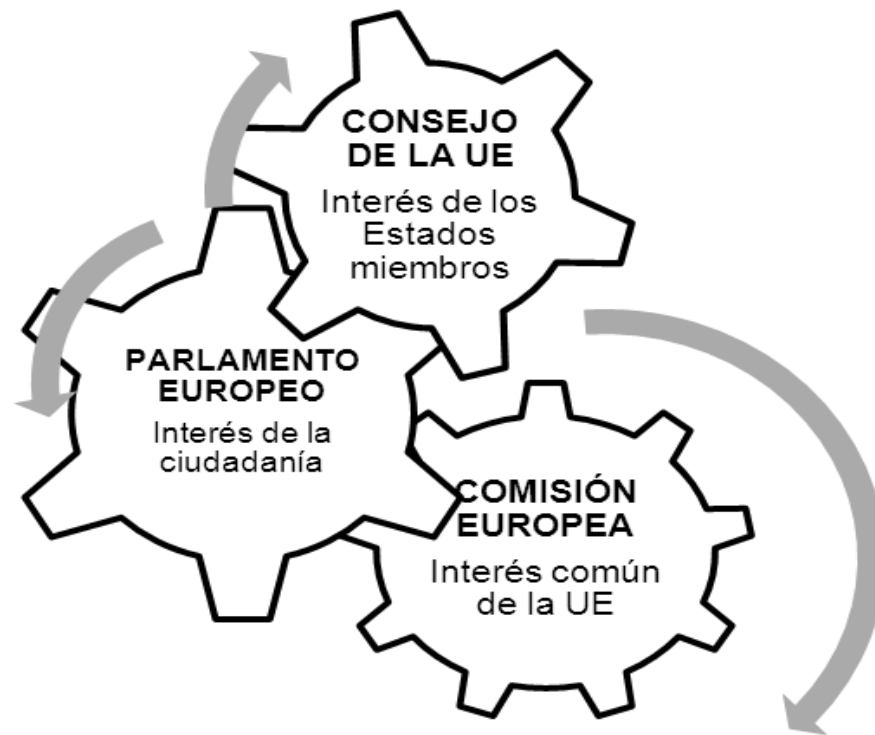 CONSEJO
DE LA UE
Interés de los
Estados
miembros
PARLAMENTO
EUROPEO
Interés de la
ciudadanía
COMISIÓN
EUROPEA
Interés común
de la UE